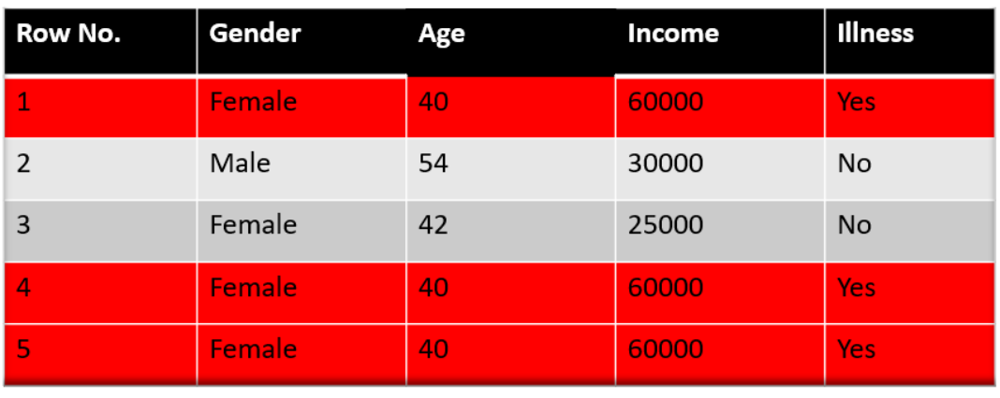 Row No. Gender Age Income Illness
1 Female 40 60000 Yes
2 Male 54 30000 No
3 Female 42 25000 No
4 Female 40 60000 Yes
5 Female 40 60000 Yes